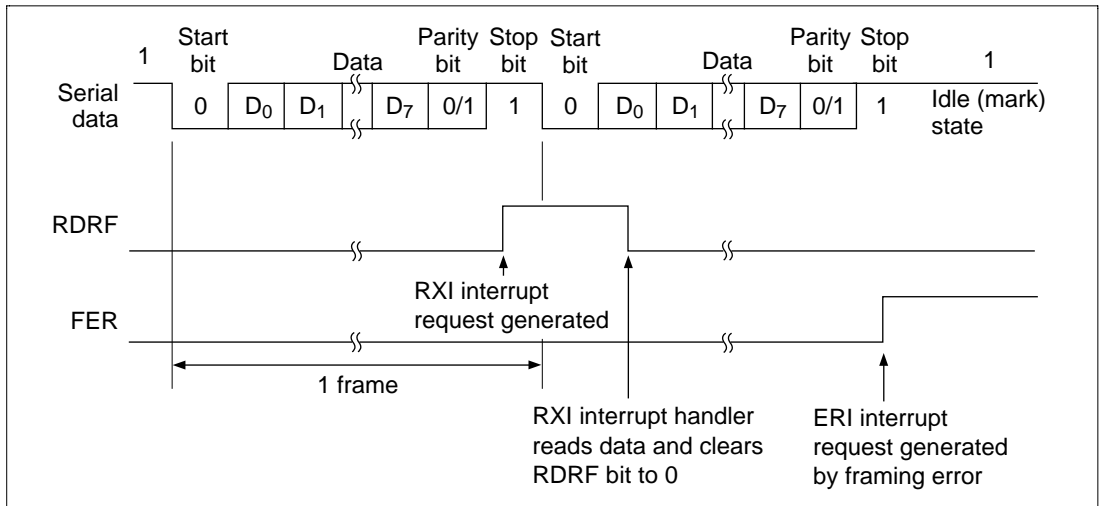 1
Start bit
Data
Parity bit
Stop bit
Start bit
Data
Parity bit
Stop bit
1
Serial data
0 D0 D1 D7 0/1 1 0 D0 D1 D7 0/1 1
Idle (mark) state
RDRF
RXI interrupt
request generated
FER
1 frame
RXI interrupt handler
reads data and clears
RDRF bit to 0
ERI interrupt
request generated
by framing error